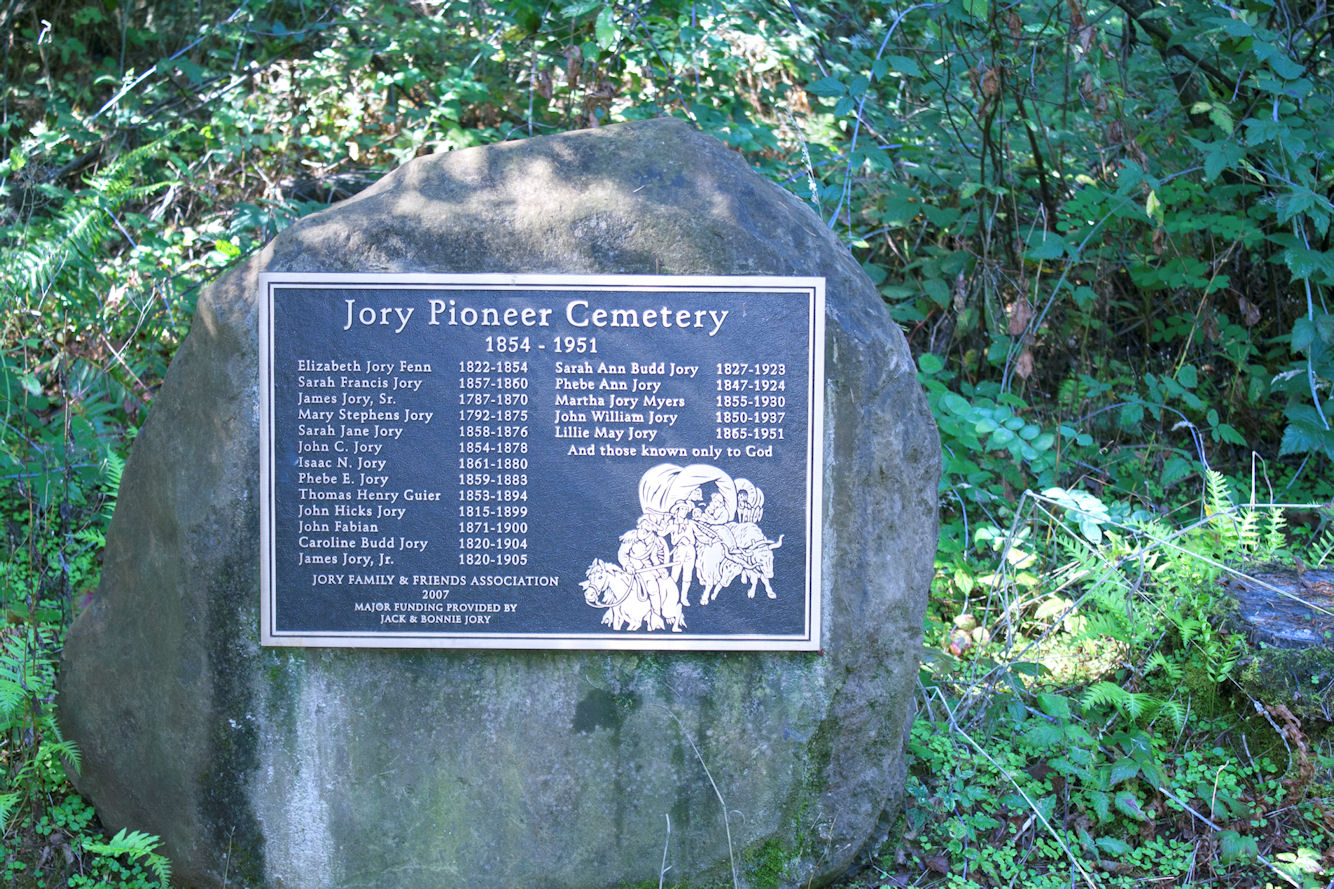 Jory Pioneer Cemetery
1854 - 1951
Elizabeth Jory Fenn 1822-1854
Sarah Francis Jory 1857-1860
James Jory, Sr. 1787-1870
Mary Stephens Jory 1792-1875
Sarah Jane Jory 1858-1876
John C. Jory 1854-1878
Isaac N. Jory 1861-1880
Phebe E. Jory 1859-1883
Thomas Henry Guier 1853-1894
John Hicks Jory 1815-1899
John Fabian 1871-1900
Caroline Budd Jory 1820-1904
James Jory, Jr. 1820-1905
Sarah Ann Budd Jory 1827-1923
Phebe Ann Jory 1847-1924
Martha Jory Myers 1855-1930
John William Jory 1850-1937
Lillie May Jory 1865-1951
And those known only to God
JORY FAMILY & FRIENDS ASSOCIATION
2007
MAJOR FUNDING PROVIDED BY
JACK & BONNIE JORY